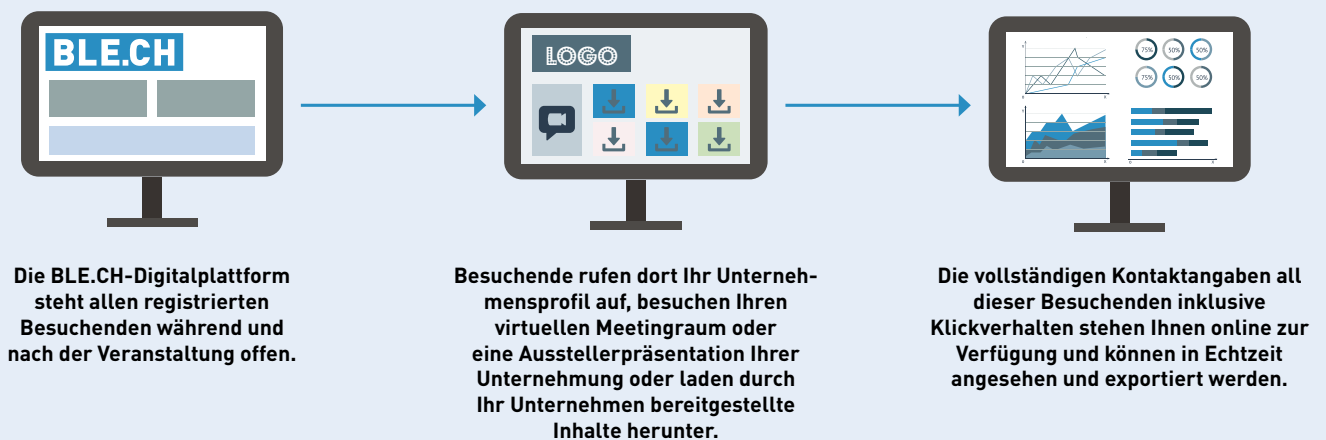 BLE.CH
Die BLE.CH-Digitalplattform
steht allen registrierten
Besuchenden während und
nach der Veranstaltung offen.
LOGO
Besuchende rufen dort Ihr Unterneh-
mensprofil auf, besuchen Ihren
virtuellen Meetingraum oder
eine Ausstellerpräsentation Ihrer
Unternehmung oder laden durch
Ihr Unternehmen bereitgestellte
Inhalte herunter.
75% 50% 50%
75% 50% 50%
Die vollständigen Kontaktangaben all
dieser Besuchenden inklusive
Klickverhalten stehen Ihnen online zur
Verfügung und können in Echtzeit
angesehen und exportiert werden.